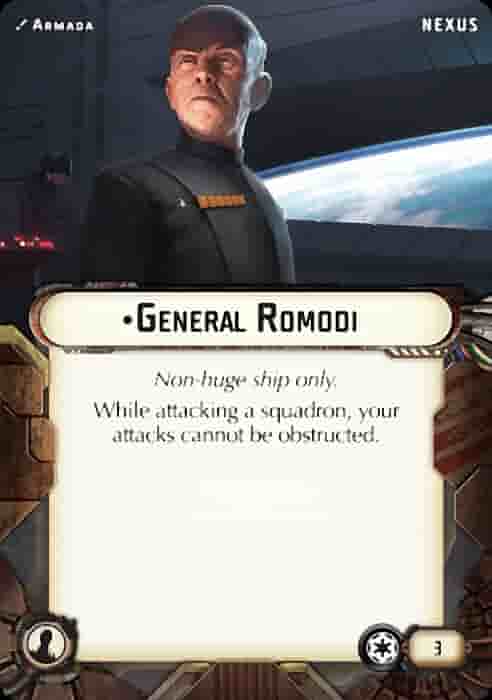 Armada
NEXUS
•General Romodi
Non-huge ship only.
While attacking a squadron, your
attacks cannot be obstructed.
3